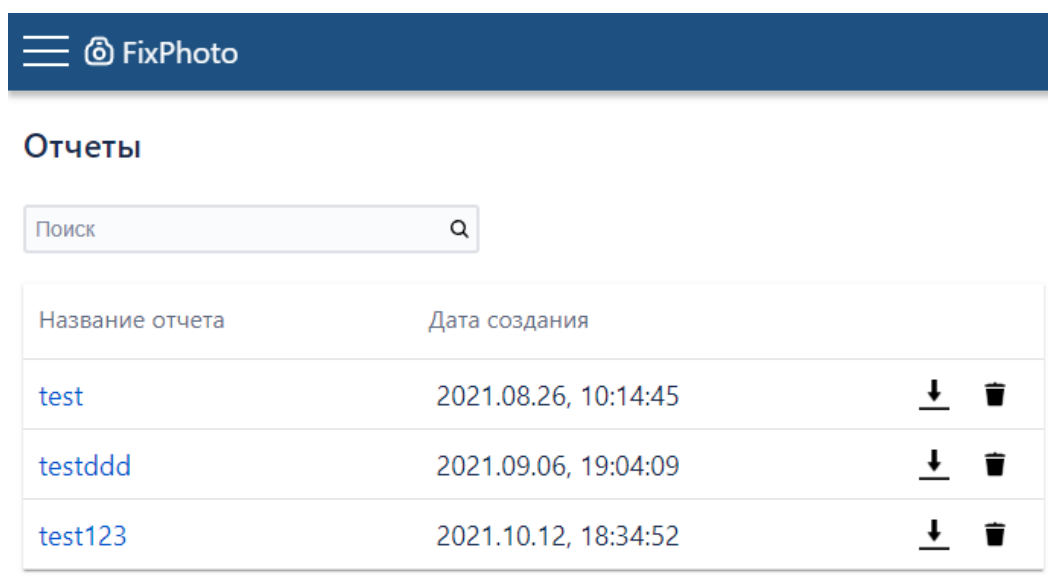 FixPhoto
Отчеты
Поиск
Название отчета Дата создания
test 2021.08.26, 10:14:45
testddd 2021.09.06, 19:04:09
test123 2021.10.12, 18:34:52